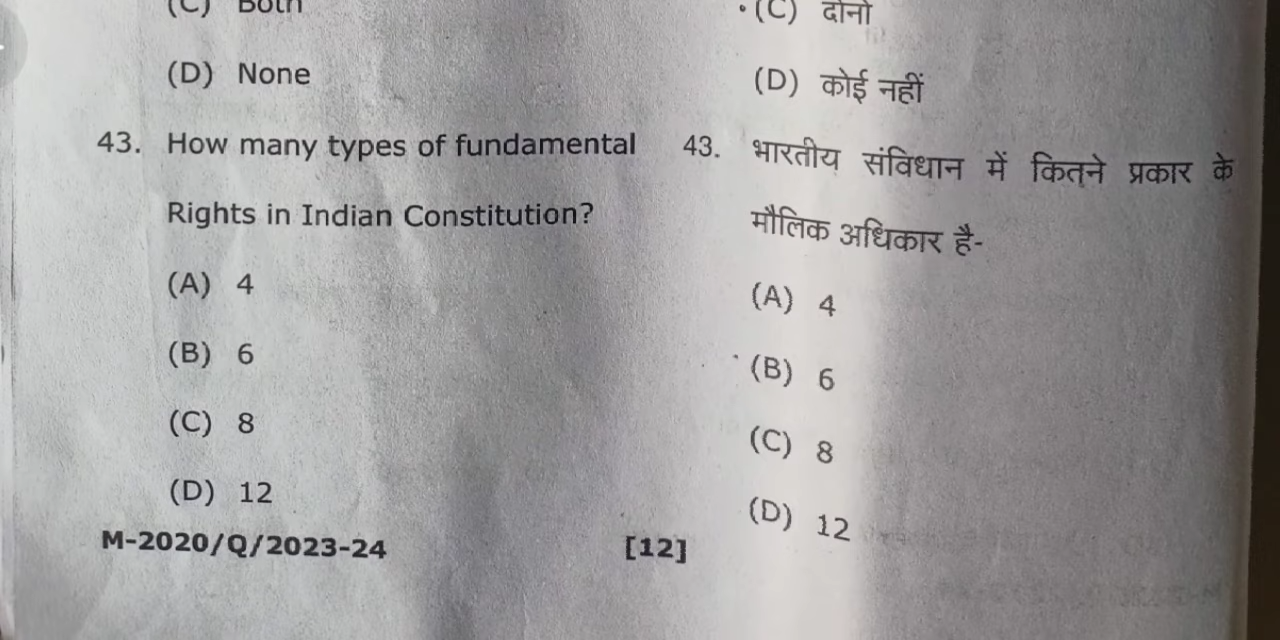 (C) Both
(D) None
43. How many types of fundamental
Rights in Indian Constitution?
(A) 4
(B) 6
(C) 8
(D) 12
M-2020/Q/2023-24
(C) दोनों
(D) कोई नहीं
43. भारतीय संविधान में कितने प्रकार के
मौलिक अधिकार है-
(A) 4
(B) 6
(C) 8
(D) 12
[12]